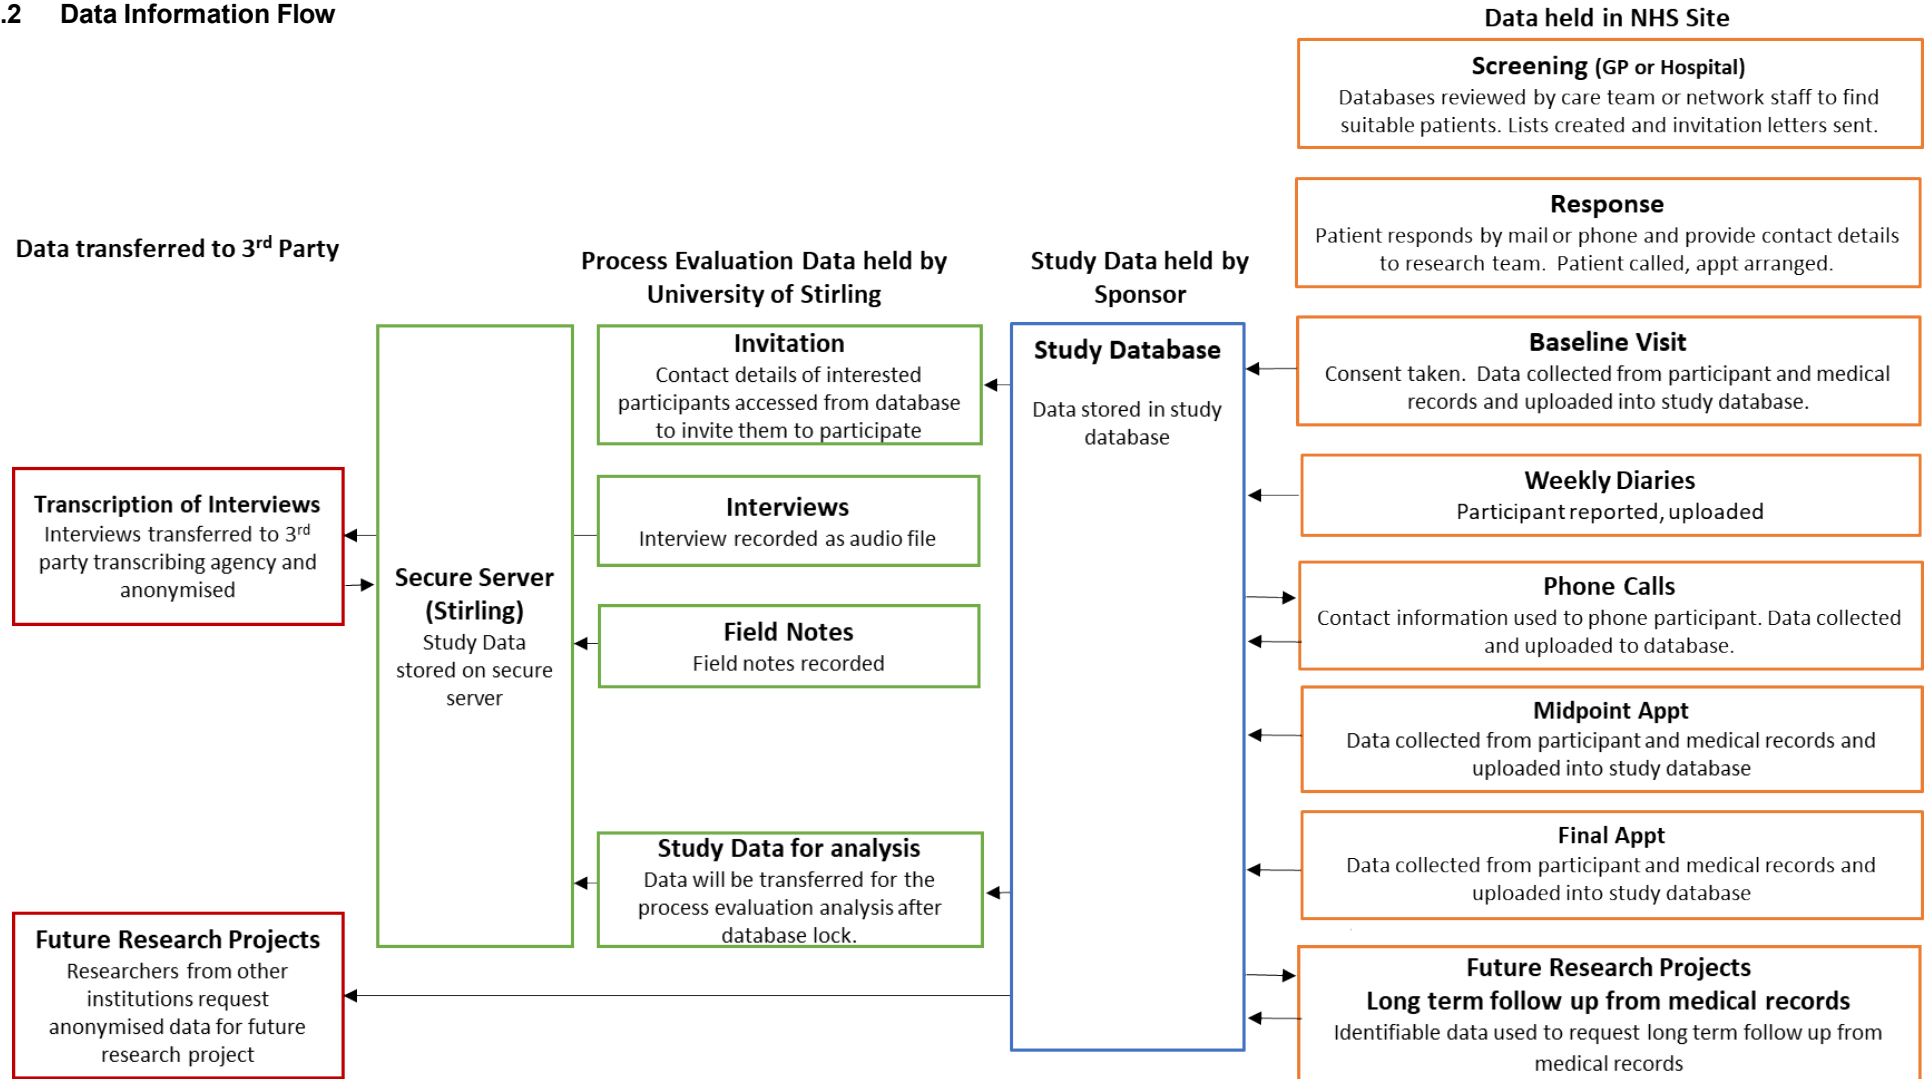 .2 Data Information Flow
Data held in NHS Site
Screening (GP or Hospital)
Databases reviewed by care team or network staff to find
suitable patients. Lists created and invitation letters sent.
Response
Patient responds by mail or phone and provide contact details
to research team. Patient called, appt arranged.
Data transferred to 3rd Party
Process Evaluation Data held by
University of Stirling
Study Data held by
Sponsor
Baseline Visit
Consent taken. Data collected from participant and medical
records and uploaded into study database.
Weekly Diaries
Participant reported, uploaded
Phone Calls
Contact information used to phone participant. Data collected
and uploaded to database.
Midpoint Appt
Data collected from participant and medical records and
uploaded into study database
Final Appt
Data collected from participant and medical records and
uploaded into study database
Future Research Projects
Long term follow up from medical records
Identifiable data used to request long term follow up from
medical records
Study Database
Data stored in study
database
Invitation
Contact details of interested
participants accessed from database
to invite them to participate
Interviews
Interview recorded as audio file
Field Notes
Field notes recorded
Study Data for analysis
Data will be transferred for the
process evaluation analysis after
database lock.
Secure Server
(Stirling)
Study Data
stored on secure
server
Transcription of Interviews
Interviews transferred to 3rd
party transcribing agency and
anonymised
Future Research Projects
Researchers from other
institutions request
anonymised data for future
research project